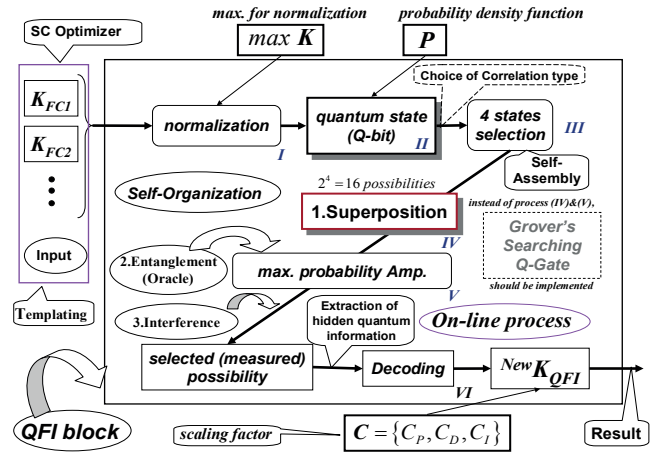 max. for normalization
probability density function
SC Optimizer
max K
P
Choice of Correlation type
K_FC1
K_FC2
normalization
I
quantum state
(Q-bit)
II
4 states
selection
III
Self-
Assembly
Self-Organization
2^4 = 16 possibilities
1.Superposition
IV
instead of process (IV)&(V),
Grover's
Searching
Q-Gate
should be implemented
Input
2.Entanglement
(Oracle)
max. probability Amp.
V
Templating
3.Interference
Extraction of
hidden quantum
information
On-line process
selected (measured)
possibility
Decoding
VI
New K_QFI
QFI block
scaling factor
C = {C_P, C_D, C_I}
Result